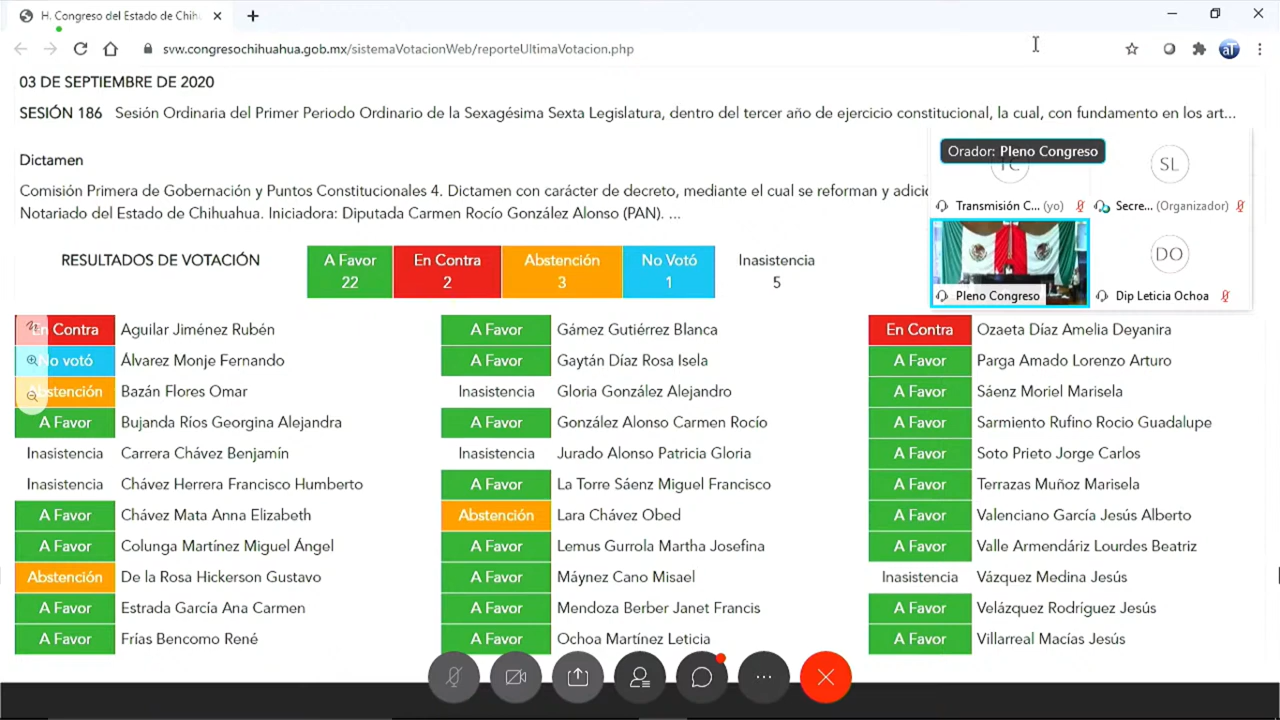 H. Congreso del Estado de Chih
svw.congresochihuahua.gob.mx/sistemaVotacionWeb/reporteUltimaVotacion.php
aT
03 DE SEPTIEMBRE DE 2020
SESIÓN 186 Sesión Ordinaria del Primer Periodo Ordinario de la Sexagésima Sexta Legislatura, dentro del tercer año de ejercicio constitucional, la cual, con fundamento en los art...
Dictamen
Comisión Primera de Gobernación y Puntos Constitucionales 4. Dictamen con carácter de decreto, mediante el cual se reforman y adicio
Notariado del Estado de Chihuahua. Iniciadora: Diputada Carmen Rocío González Alonso (PAN). ...
Orador: Pleno Congreso
TC
SL
Transmisión C... (yo)
Secre... (Organizador)
DO
Pleno Congreso
Dip Leticia Ochoa
RESULTADOS DE VOTACIÓN
A Favor 22
En Contra 2
Abstención 3
No Votó 1
Inasistencia 5
En Contra Aguilar Jiménez Rubén
No votó Álvarez Monje Fernando
Abstención Bazán Flores Omar
A Favor Bujanda Ríos Georgina Alejandra
Inasistencia Carrera Chávez Benjamín
Inasistencia Chávez Herrera Francisco Humberto
A Favor Chávez Mata Anna Elizabeth
A Favor Colunga Martínez Miguel Ángel
Abstención De la Rosa Hickerson Gustavo
A Favor Estrada García Ana Carmen
A Favor Frías Bencomo René
A Favor Gámez Gutiérrez Blanca
A Favor Gaytán Díaz Rosa Isela
Inasistencia Gloria González Alejandro
A Favor González Alonso Carmen Rocío
Inasistencia Jurado Alonso Patricia Gloria
A Favor La Torre Sáenz Miguel Francisco
Abstención Lara Chávez Obed
A Favor Lemus Gurrola Martha Josefina
A Favor Máynez Cano Misael
A Favor Mendoza Berber Janet Francis
A Favor Ochoa Martínez Leticia
En Contra Ozaeta Díaz Amelia Deyanira
A Favor Parga Amado Lorenzo Arturo
A Favor Sáenz Moriel Marisela
A Favor Sarmiento Rufino Rocio Guadalupe
A Favor Soto Prieto Jorge Carlos
A Favor Terrazas Muñoz Marisela
A Favor Valenciano García Jesús Alberto
A Favor Valle Armendáriz Lourdes Beatriz
Inasistencia Vázquez Medina Jesús
A Favor Velázquez Rodríguez Jesús
A Favor Villarreal Macías Jesús